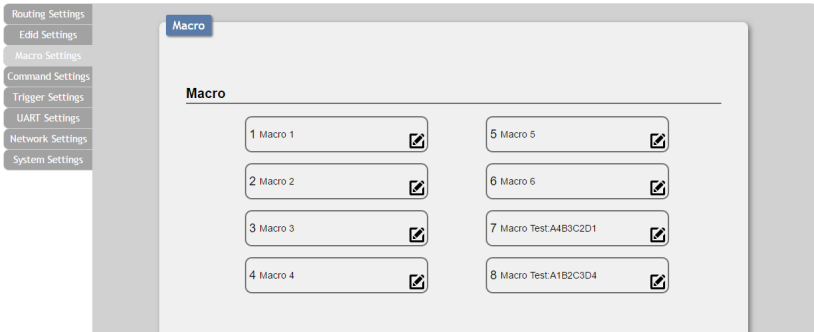 Routing Settings
Edid Settings
Macro Settings
Command Settings
Trigger Settings
UART Settings
Network Settings
System Settings
Macro
Macro
1 Macro 1
2 Macro 2
3 Macro 3
4 Macro 4
5 Macro 5
6 Macro 6
7 Macro Test:A4B3C2D1
8 Macro Test:A1B2C3D4